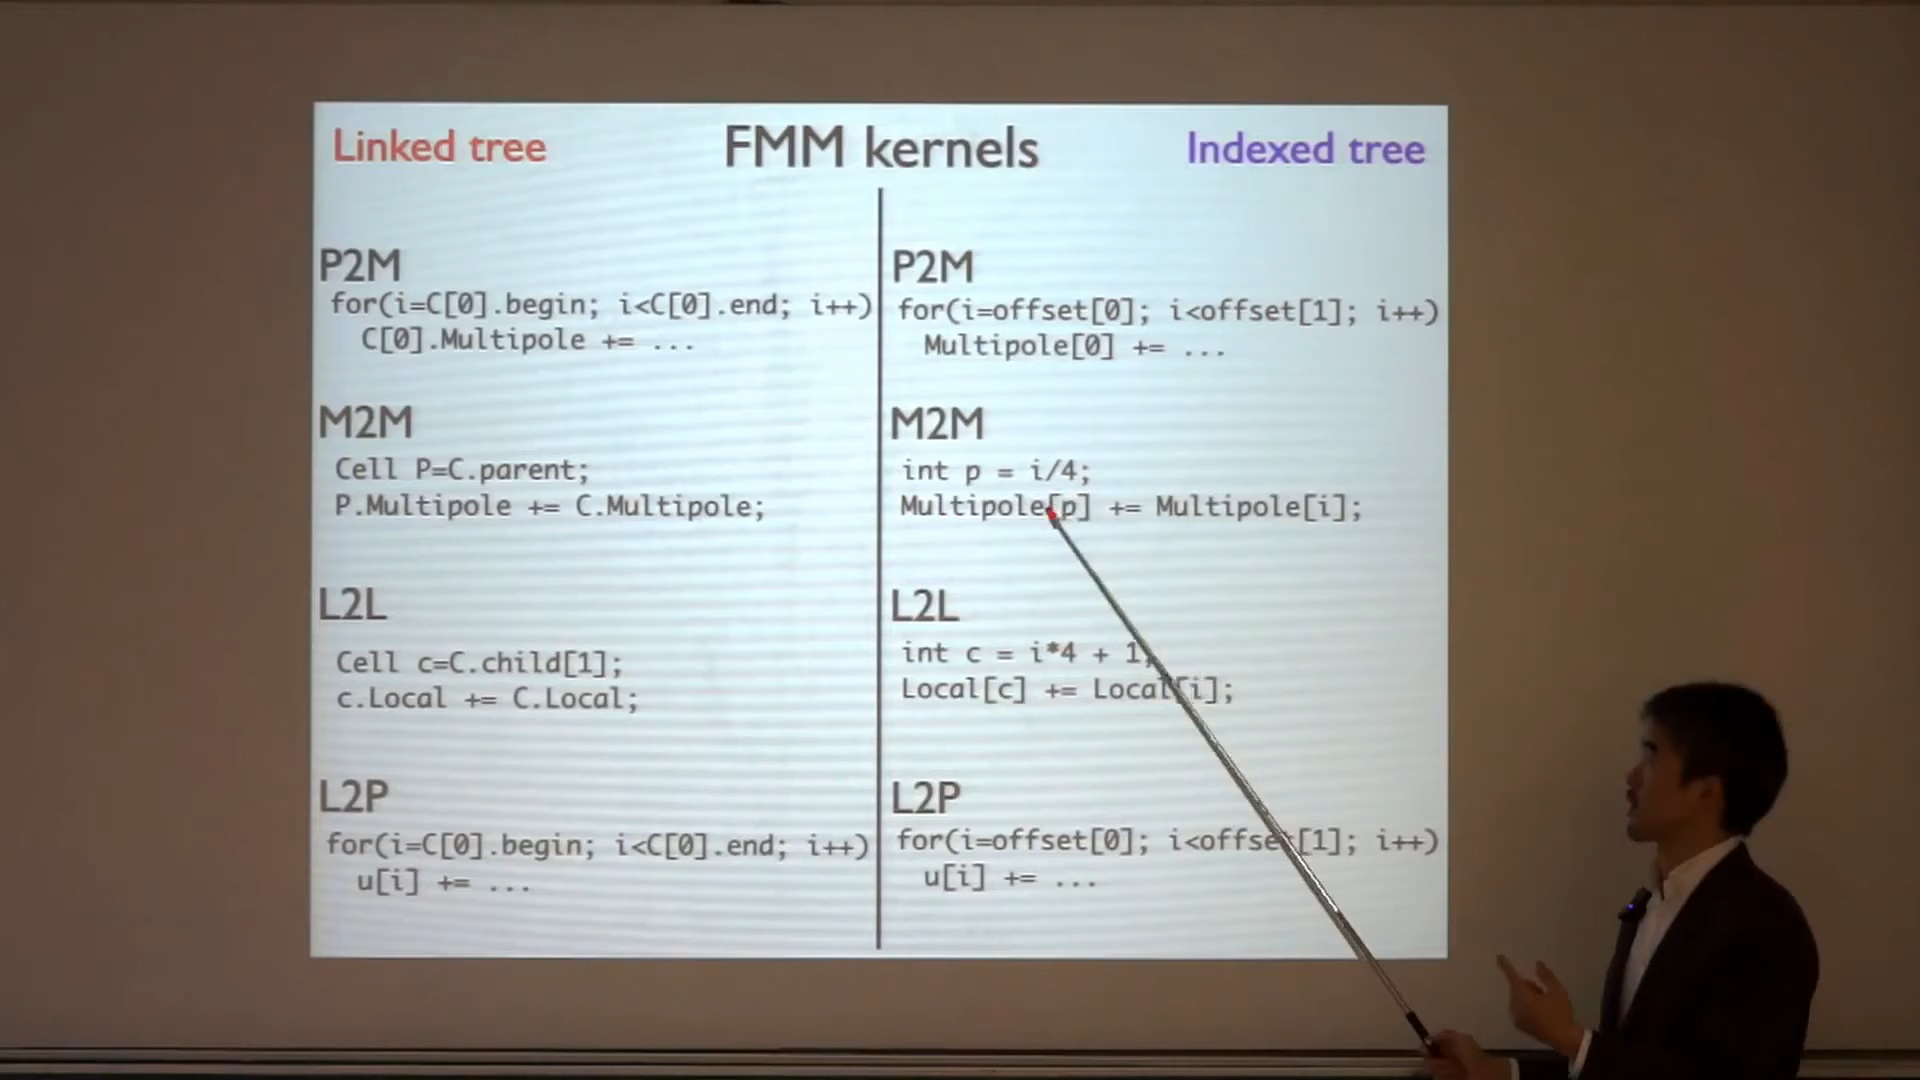 Linked tree
FMM kernels
Indexed tree
P2M
for(i=C[0].begin; i<C[0].end; i++)
C[0].Multipole += ...
M2M
Cell P=C.parent;
P.Multipole += C.Multipole;
L2L
Cell c=C.child[1];
c.Local += C.Local;
L2P
for(i=C[0].begin; i<C[0].end; i++)
u[i] += ...
P2M
for(i=offset[0]; i<offset[1]; i++)
Multipole[0] += ...
M2M
int p = i/4;
Multipole[p] += Multipole[i];
L2L
int c = i*4 + 1;
Local[c] += Local[i];
L2P
for(i=offset[0]; i<offset[1]; i++)
u[i] += ...